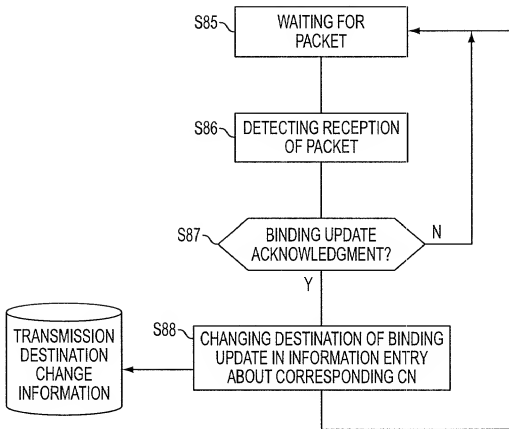 S85
WAITING FOR
PACKET
S86
DETECTING RECEPTION
OF PACKET
S87
BINDING UPDATE
ACKNOWLEDGMENT?
N
Y
S88
CHANGING DESTINATION OF BINDING
UPDATE IN INFORMATION ENTRY
ABOUT CORRESPONDING CN
TRANSMISSION
DESTINATION
CHANGE
INFORMATION